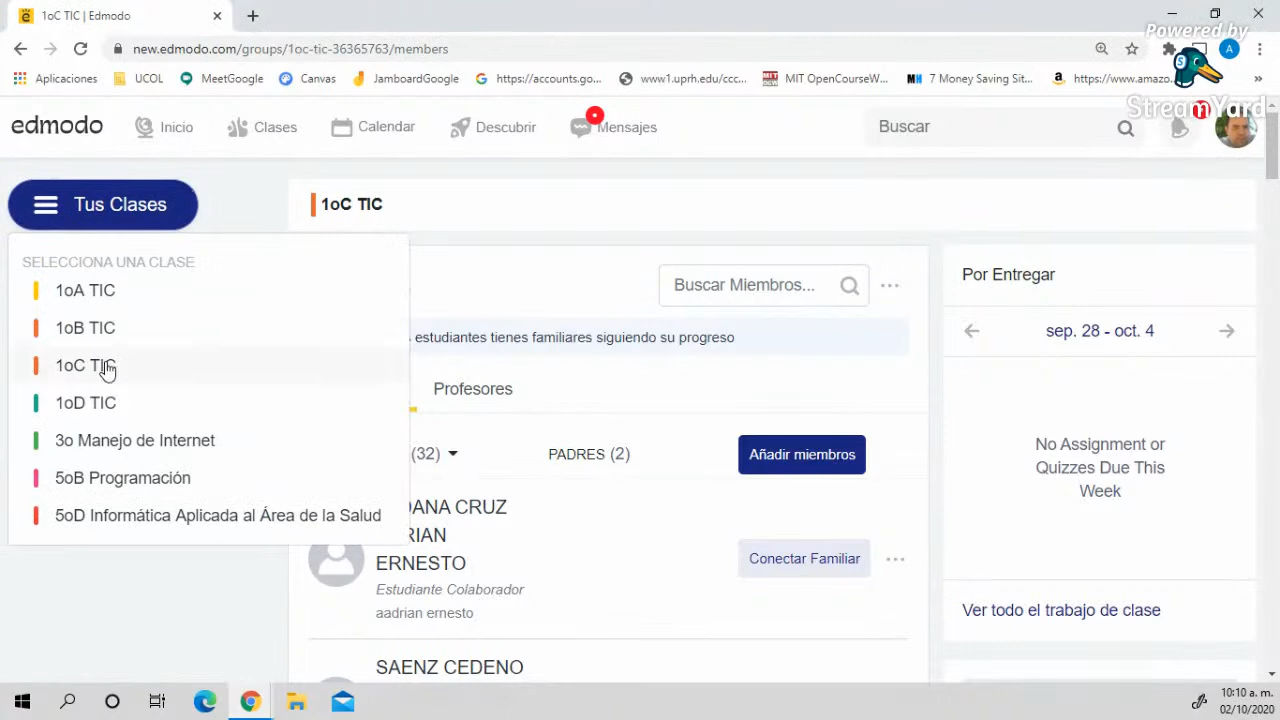 1oC TIC | Edmodo
Powered by
new.edmodo.com/groups/1oc-tic-36365763/members
A
Aplicaciones
UCOL
MeetGoogle
Canvas
JamboardGoogle
https://accounts.go...
www1.uprh.edu/ccc...
MIT OpenCourseW...
7 Money Saving Sit...
https://www.amazo
StreamYard
edmodo
Inicio
Clases
Calendar
Descubrir
Mensajes
Buscar
Tus Clases
1oC TIC
SELECCIONA UNA CLASE
1oA TIC
1oB TIC
1oC TIC
1oD TIC
3o Manejo de Internet
5oB Programación
5oD Informática Aplicada al Área de la Salud
Buscar Miembros...
estudiantes tienes familiares siguiendo su progreso
Profesores
(32)
PADRES (2)
Añadir miembros
DANA CRUZ
RIAN
ERNESTO
Estudiante Colaborador
aadrian ernesto
Conectar Familiar
SAENZ CEDENO
Por Entregar
sep. 28 - oct. 4
No Assignment or
Quizzes Due This
Week
Ver todo el trabajo de clase
10:10 a. m.
02/10/2020